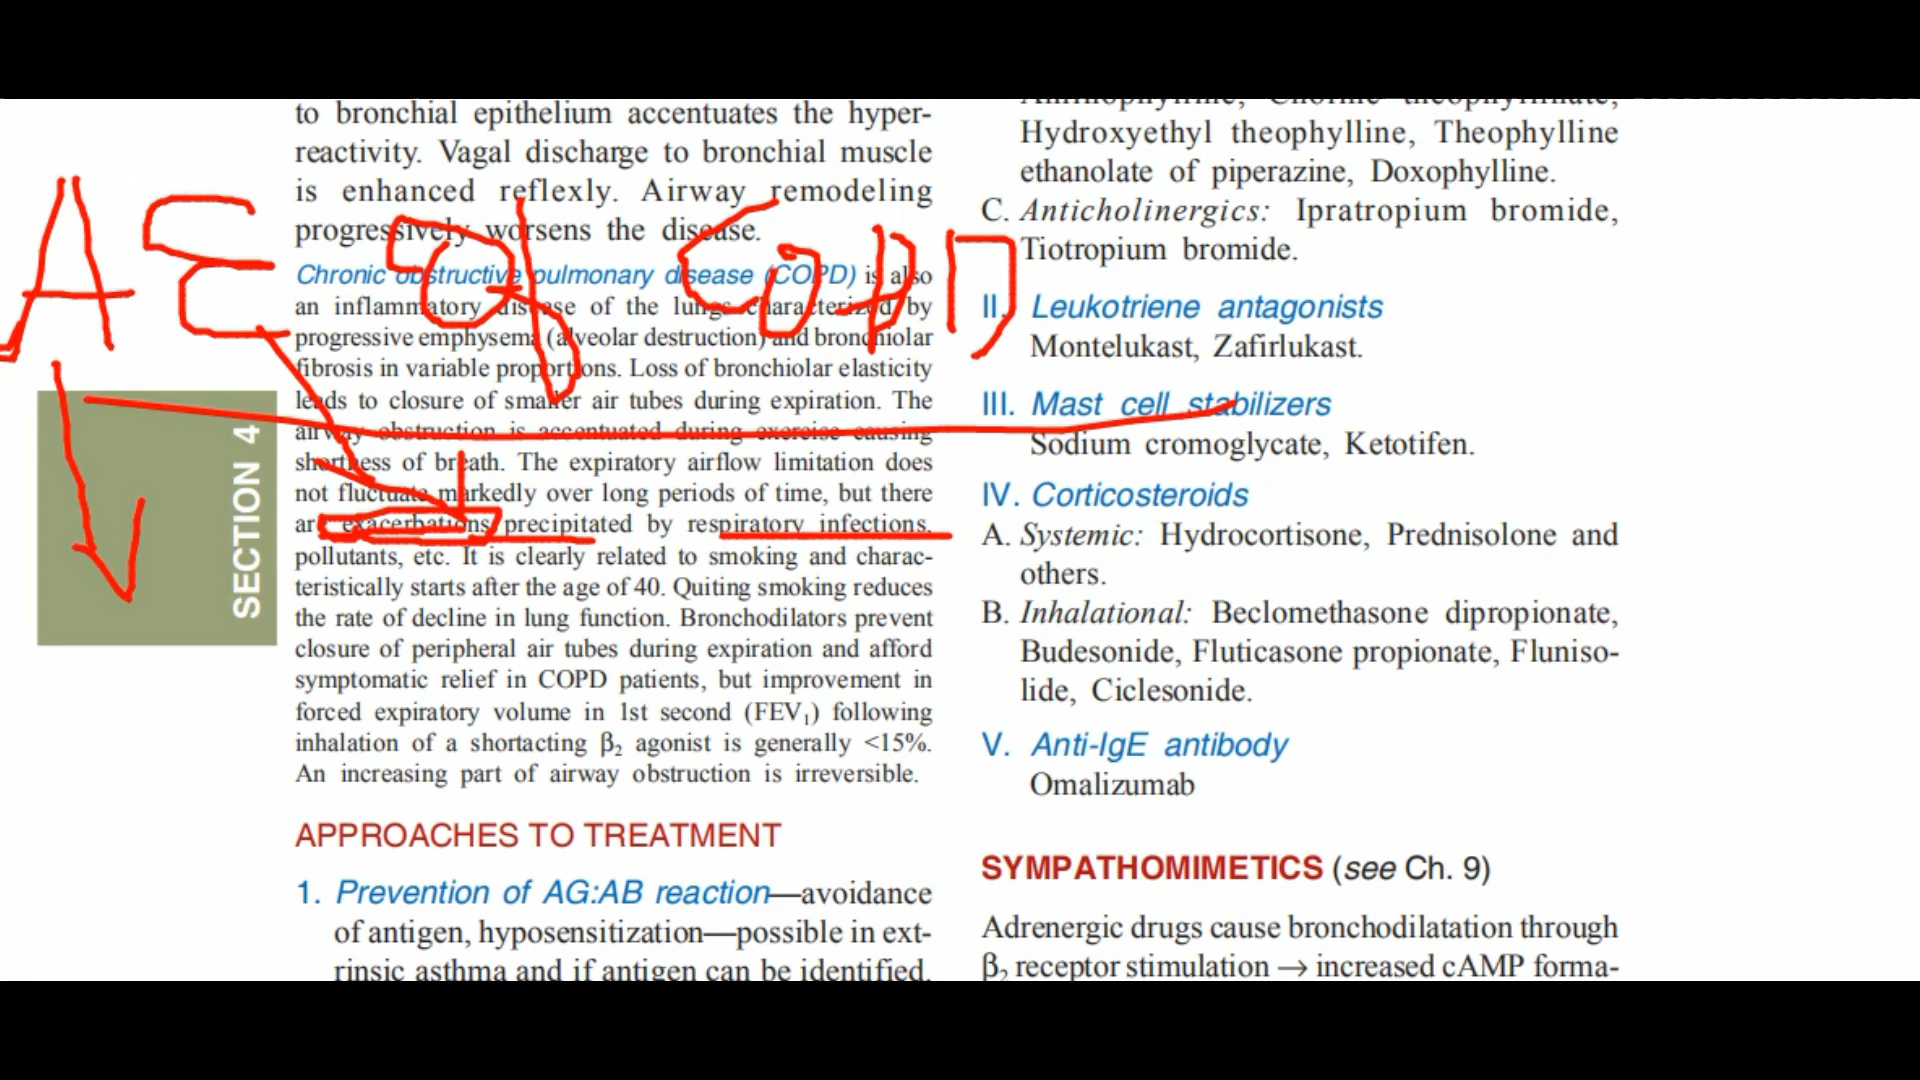 to bronchial epithelium accentuates the hyper-
reactivity. Vagal discharge to bronchial muscle
is enhanced reflexly. Airway remodeling
progressively worsens the disease.
Chronic obstructive pulmonary disease (COPD) is also
an inflammatory disease of the lungs characterized by
progressive emphysema (alveolar destruction) and bronchiolar
fibrosis in variable proportions. Loss of bronchiolar elasticity
leads to closure of smaller air tubes during expiration. The
airway obstruction is accentuated during exercise causing
shortness of breath. The expiratory airflow limitation does
not fluctuate markedly over long periods of time, but there
are exacerbations precipitated by respiratory infections,
pollutants, etc. It is clearly related to smoking and charac-
teristically starts after the age of 40. Quiting smoking reduces
the rate of decline in lung function. Bronchodilators prevent
closure of peripheral air tubes during expiration and afford
symptomatic relief in COPD patients, but improvement in
forced expiratory volume in 1st second (FEV₁) following
inhalation of a shortacting β₂ agonist is generally <15%.
An increasing part of airway obstruction is irreversible.
APPROACHES TO TREATMENT
1. Prevention of AG:AB reaction—avoidance
of antigen, hyposensitization—possible in ext-
rinsic asthma and if antigen can be identified.
SECTION 4
AE of COPD
Aminophylline, Choline theophyllinate,
Hydroxyethyl theophylline, Theophylline
ethanolate of piperazine, Doxophylline.
C. Anticholinergics: Ipratropium bromide,
Tiotropium bromide.
II. Leukotriene antagonists
Montelukast, Zafirlukast.
III. Mast cell stabilizers
Sodium cromoglycate, Ketotifen.
IV. Corticosteroids
A. Systemic: Hydrocortisone, Prednisolone and
others.
B. Inhalational: Beclomethasone dipropionate,
Budesonide, Fluticasone propionate, Fluniso-
lide, Ciclesonide.
V. Anti-IgE antibody
Omalizumab
SYMPATHOMIMETICS (see Ch. 9)
Adrenergic drugs cause bronchodilatation through
β₂ receptor stimulation → increased cAMP forma-